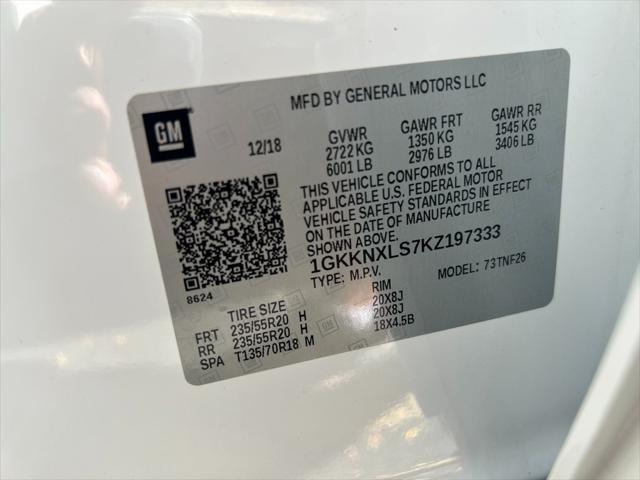 MFD BY GENERAL MOTORS LLC
GM
12/18
GVWR
2722 KG
6001 LB
GAWR FRT
1350 KG
2976 LB
GAWR RR
1545 KG
3406 LB
THIS VEHICLE CONFORMS TO ALL
APPLICABLE U.S. FEDERAL MOTOR
VEHICLE SAFETY STANDARDS IN EFFECT
ON THE DATE OF MANUFACTURE
SHOWN ABOVE.
1GKKNXLS7KZ197333
TYPE: M.P.V.
MODEL: 73TNF26
8624
TIRE SIZE RIM
FRT 235/55R20 H 20X8J
RR 235/55R20 H 20X8J
SPA T135/70R18 M 18X4.5B